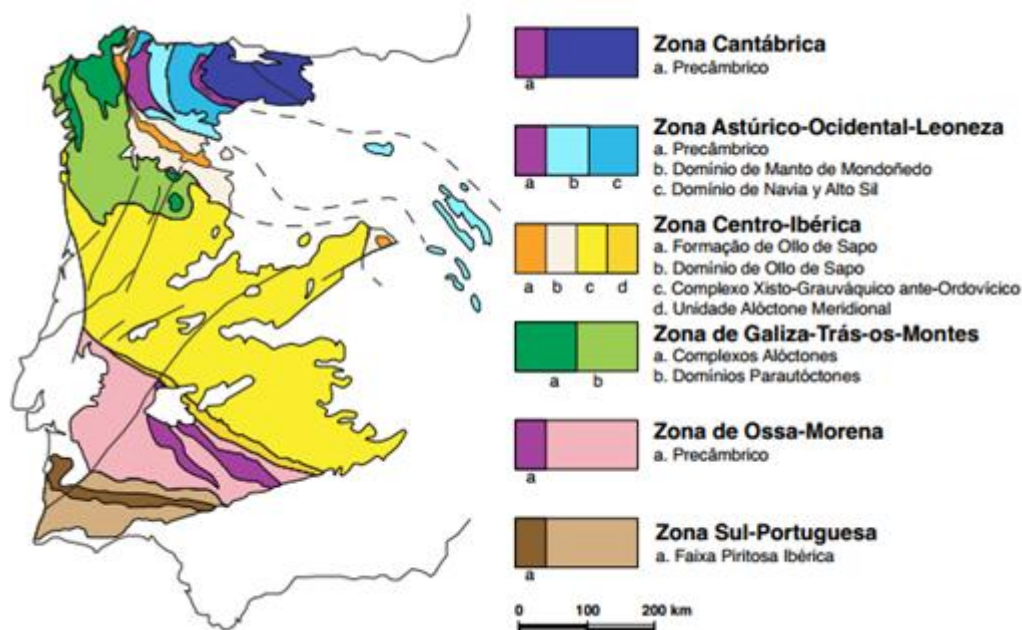 Zona Cantábrica
a. Precâmbrico
a
Zona Astúrico-Ocidental-Leoneza
a. Precâmbrico
b. Domínio de Manto de Mondoñedo
c. Domínio de Navia y Alto Sil
a b c
Zona Centro-Ibérica
a. Formação de Ollo de Sapo
b. Domínio de Ollo de Sapo
c. Complexo Xisto-Grauváquico ante-Ordovícico
d. Unidade Alóctone Meridional
a b c d
Zona de Galiza-Trás-os-Montes
a. Complexos Alóctones
b. Domínios Parautóctones
a b
Zona de Ossa-Morena
a. Precâmbrico
a
Zona Sul-Portuguesa
a. Faixa Piritosa Ibérica
a
0 100 200 km